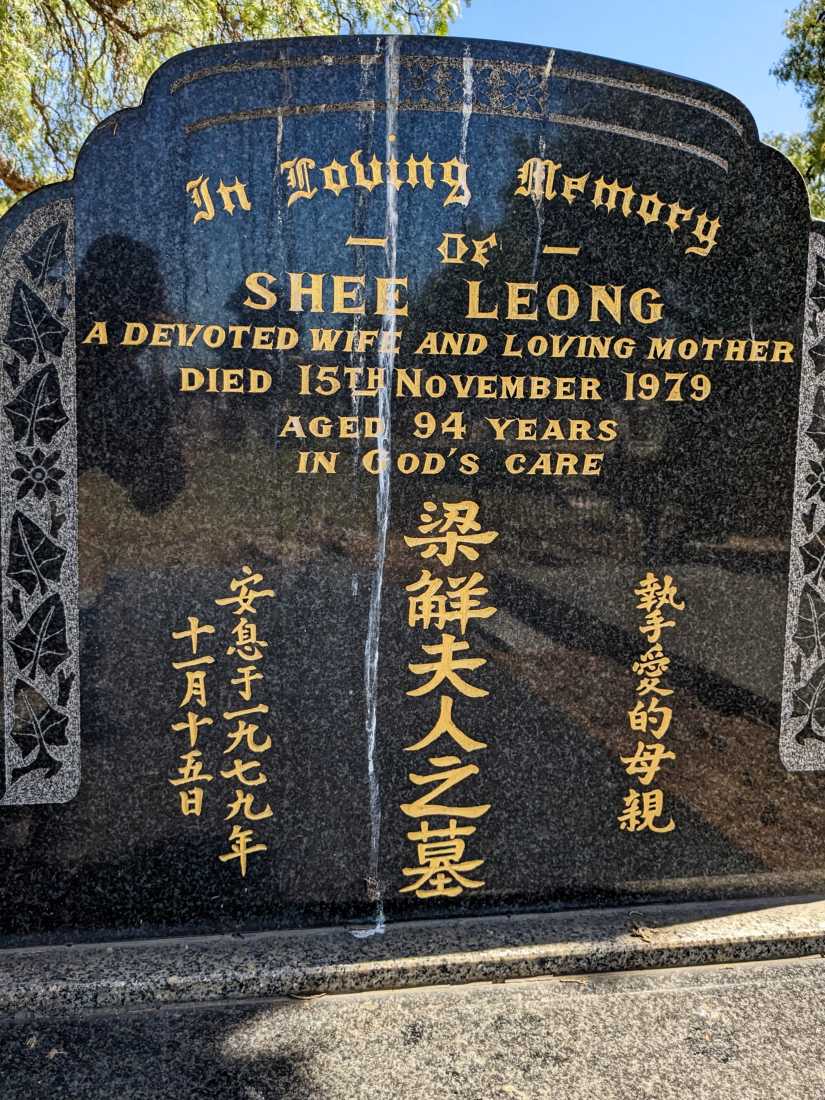 In Loving Memory
— OF —
SHEE LEONG
A DEVOTED WIFE AND LOVING MOTHER
DIED 15TH NOVEMBER 1979
AGED 94 YEARS
IN GOD'S CARE
執手愛的母親
梁觧夫人之墓
安息于一九七九年
十一月十五日